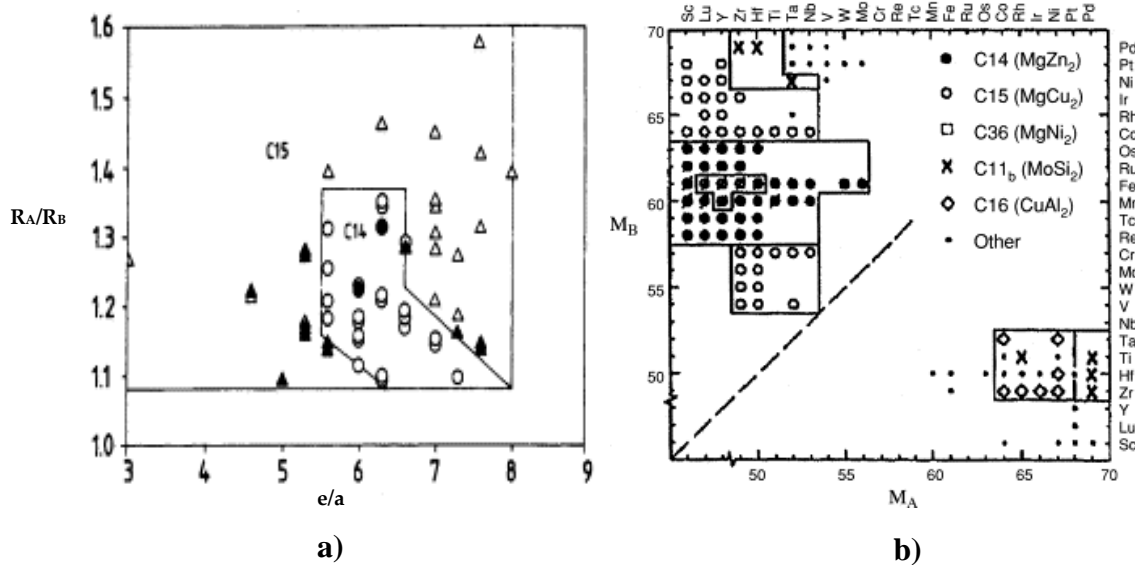 1.6
1.5
1.4
1.3
1.2
1.1
1.0
RA/RB
C15
C14
3 4 5 6 7 8 9
e/a
a)
Sc Lu Y Zr Hf Ti Ta Nb V W Mo Cr Re Tc Mn Fe Ru Os Co Rh Ir Ni Pt Pd
70
65
60
55
50
MB
C14 (MgZn2)
C15 (MgCu2)
C36 (MgNi2)
C11b (MoSi2)
C16 (CuAl2)
Other
Pd
Pt
Ni
Ir
Rh
Co
Os
Ru
Fe
Mn
Tc
Re
Cr
Mo
W
V
Nb
Ta
Ti
Hf
Zr
Y
Lu
Sc
50 55 60 65 70
MA
b)